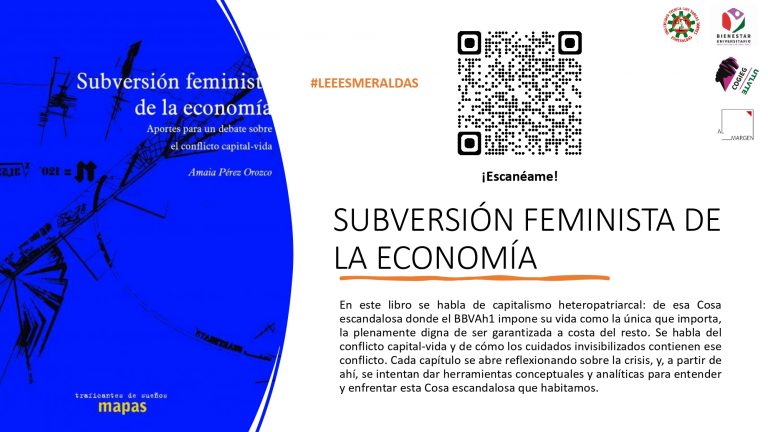 Subversión feminist
de la economía
Aportes para un debate sobre
el conflicto capital-vida
Amaia Pérez Orozco
traficantes de sueños
mapas
#LEEESMERALDAS
¡Escanéame!
BIENESTAR
UNIVERSITARIO
COGIEG
UTLVTE
AL
MARGEN
SUBVERSIÓN FEMINISTA DE
LA ECONOMÍA
En este libro se habla de capitalismo heteropatriarcal: de esa Cosa
escandalosa donde el BBVAh1 impone su vida como la única que importa,
la plenamente digna de ser garantizada a costa del resto. Se habla del
conflicto capital-vida y de cómo los cuidados invisibilizados contienen ese
conflicto. Cada capítulo se abre reflexionando sobre la crisis, y, a partir de
ahí, se intentan dar herramientas conceptuales y analíticas para entender
y enfrentar esta Cosa escandalosa que habitamos.